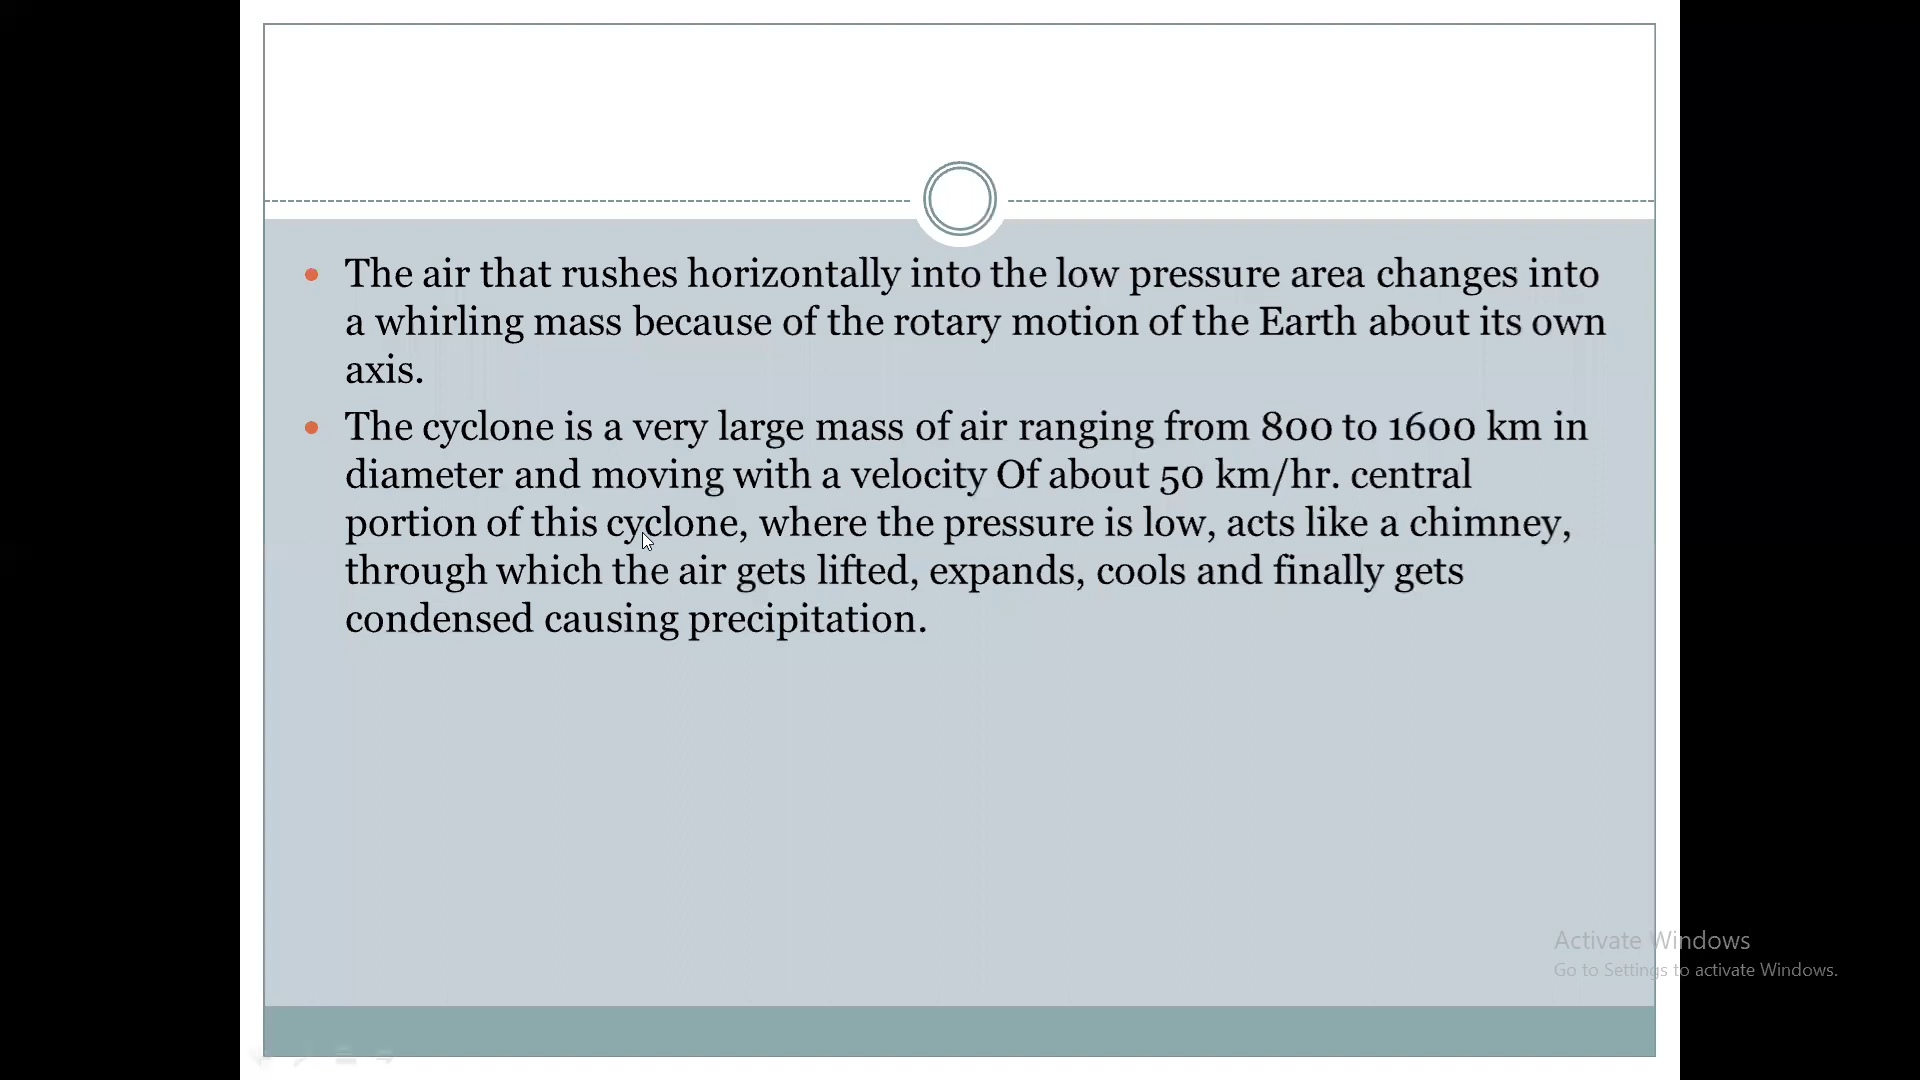 The air that rushes horizontally into the low pressure area changes into
a whirling mass because of the rotary motion of the Earth about its own
axis.
The cyclone is a very large mass of air ranging from 800 to 1600 km in
diameter and moving with a velocity Of about 50 km/hr. central
portion of this cyclone, where the pressure is low, acts like a chimney,
through which the air gets lifted, expands, cools and finally gets
condensed causing precipitation.
Activate Windows
Go to Settings to activate Windows.